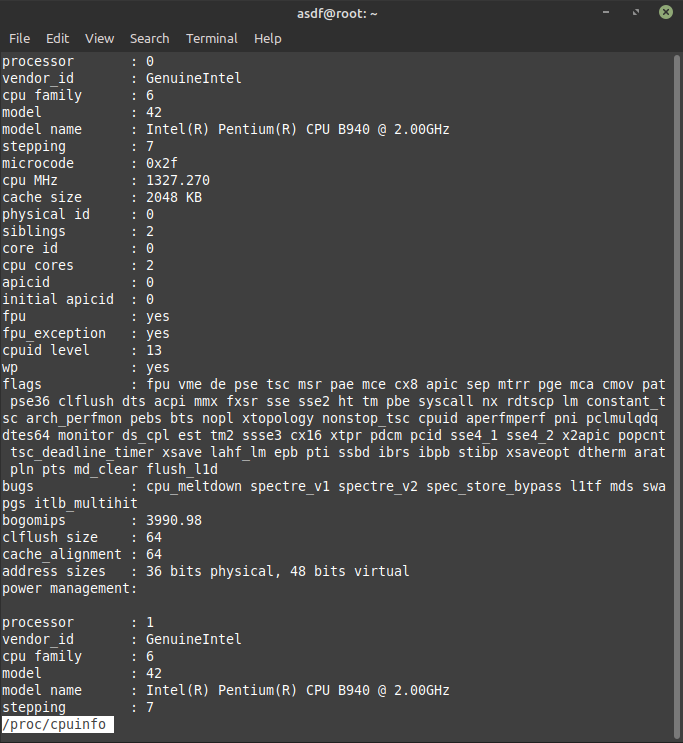 asdf@root: ~
File Edit View Search Terminal Help
processor : 0
vendor_id : GenuineIntel
cpu family : 6
model : 42
model name : Intel(R) Pentium(R) CPU B940 @ 2.00GHz
stepping : 7
microcode : 0x2f
cpu MHz : 1327.270
cache size : 2048 KB
physical id : 0
siblings : 2
core id : 0
cpu cores : 2
apicid : 0
initial apicid : 0
fpu : yes
fpu_exception : yes
cpuid level : 13
wp : yes
flags : fpu vme de pse tsc msr pae mce cx8 apic sep mtrr pge mca cmov pat
pse36 clflush dts acpi mmx fxsr sse sse2 ht tm pbe syscall nx rdtscp lm constant_t
sc arch_perfmon pebs bts nopl xtopology nonstop_tsc cpuid aperfmperf pni pclmulqdq
dtes64 monitor ds_cpl est tm2 ssse3 cx16 xtpr pdcm pcid sse4_1 sse4_2 x2apic popcnt
tsc_deadline_timer xsave lahf_lm epb pti ssbd ibrs ibpb stibp xsaveopt dtherm arat
pln pts md_clear flush_l1d
bugs : cpu_meltdown spectre_v1 spectre_v2 spec_store_bypass l1tf mds swa
pgs itlb_multihit
bogomips : 3990.98
clflush size : 64
cache_alignment : 64
address sizes : 36 bits physical, 48 bits virtual
power management:
processor : 1
vendor_id : GenuineIntel
cpu family : 6
model : 42
model name : Intel(R) Pentium(R) CPU B940 @ 2.00GHz
stepping : 7
/proc/cpuinfo